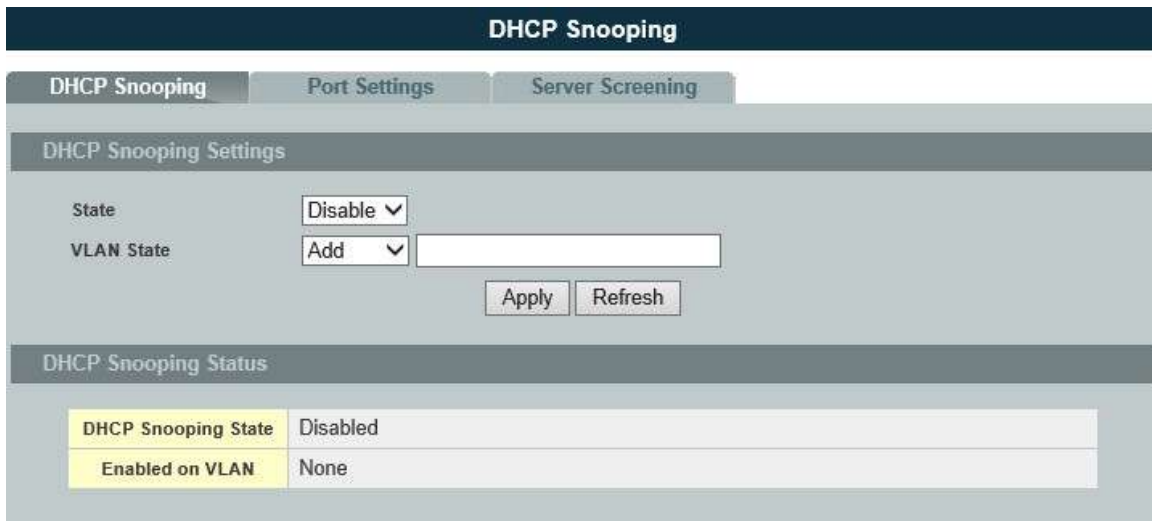 DHCP Snooping
DHCP Snooping Port Settings Server Screening
DHCP Snooping Settings
State Disable
VLAN State Add
Apply Refresh
DHCP Snooping Status
DHCP Snooping State Disabled
Enabled on VLAN None